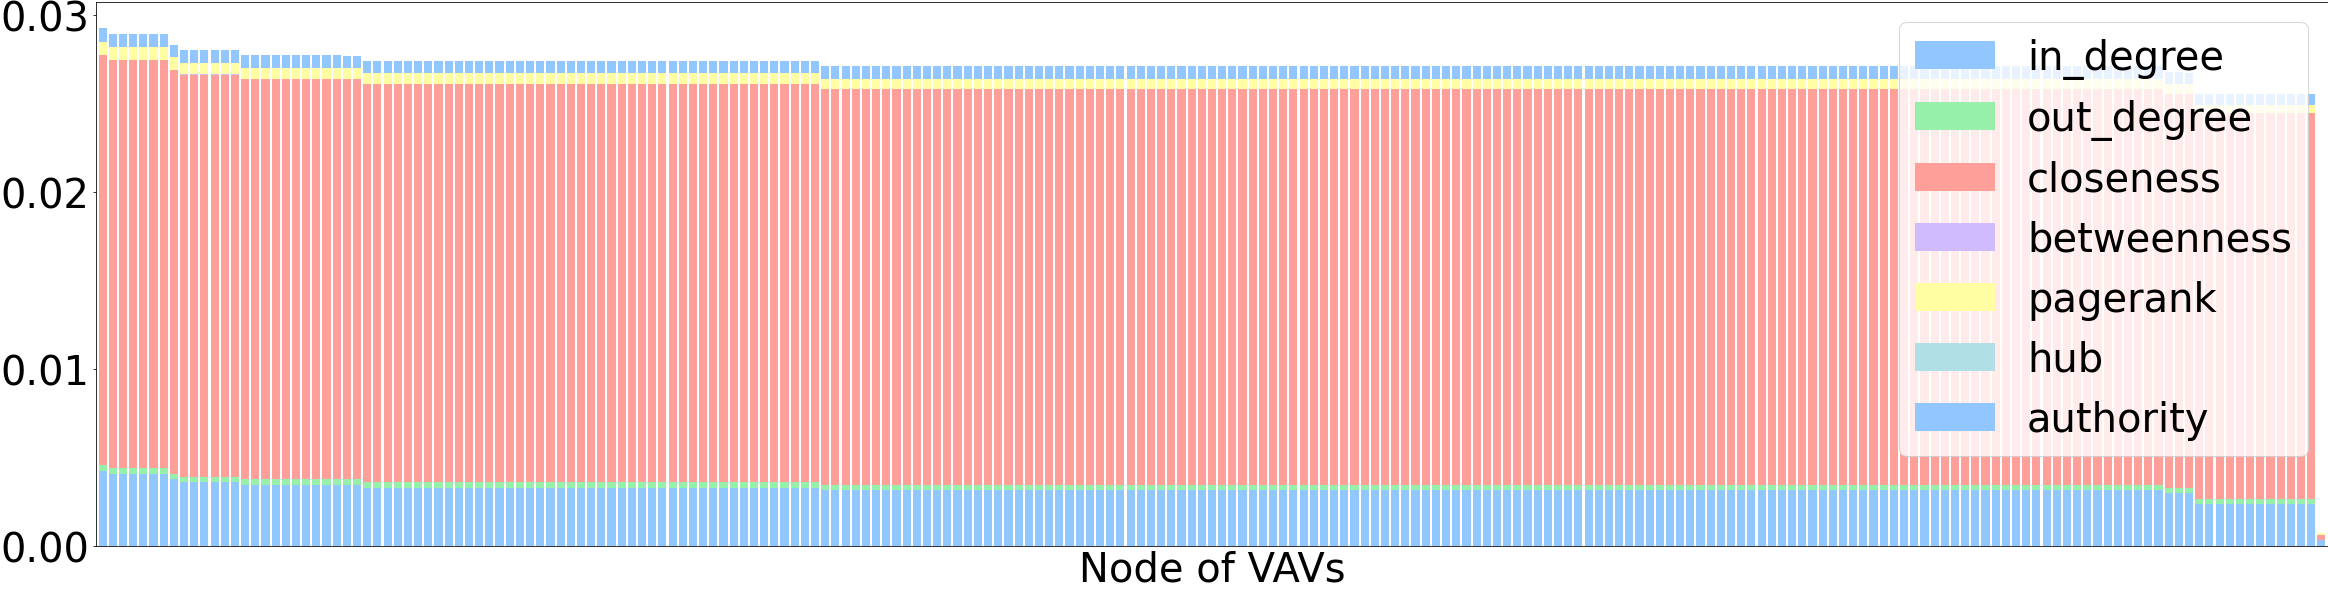 0.03
0.02
0.01
0.00
in_degree
out_degree
closeness
betweenness
pagerank
hub
authority
Node of VAVs